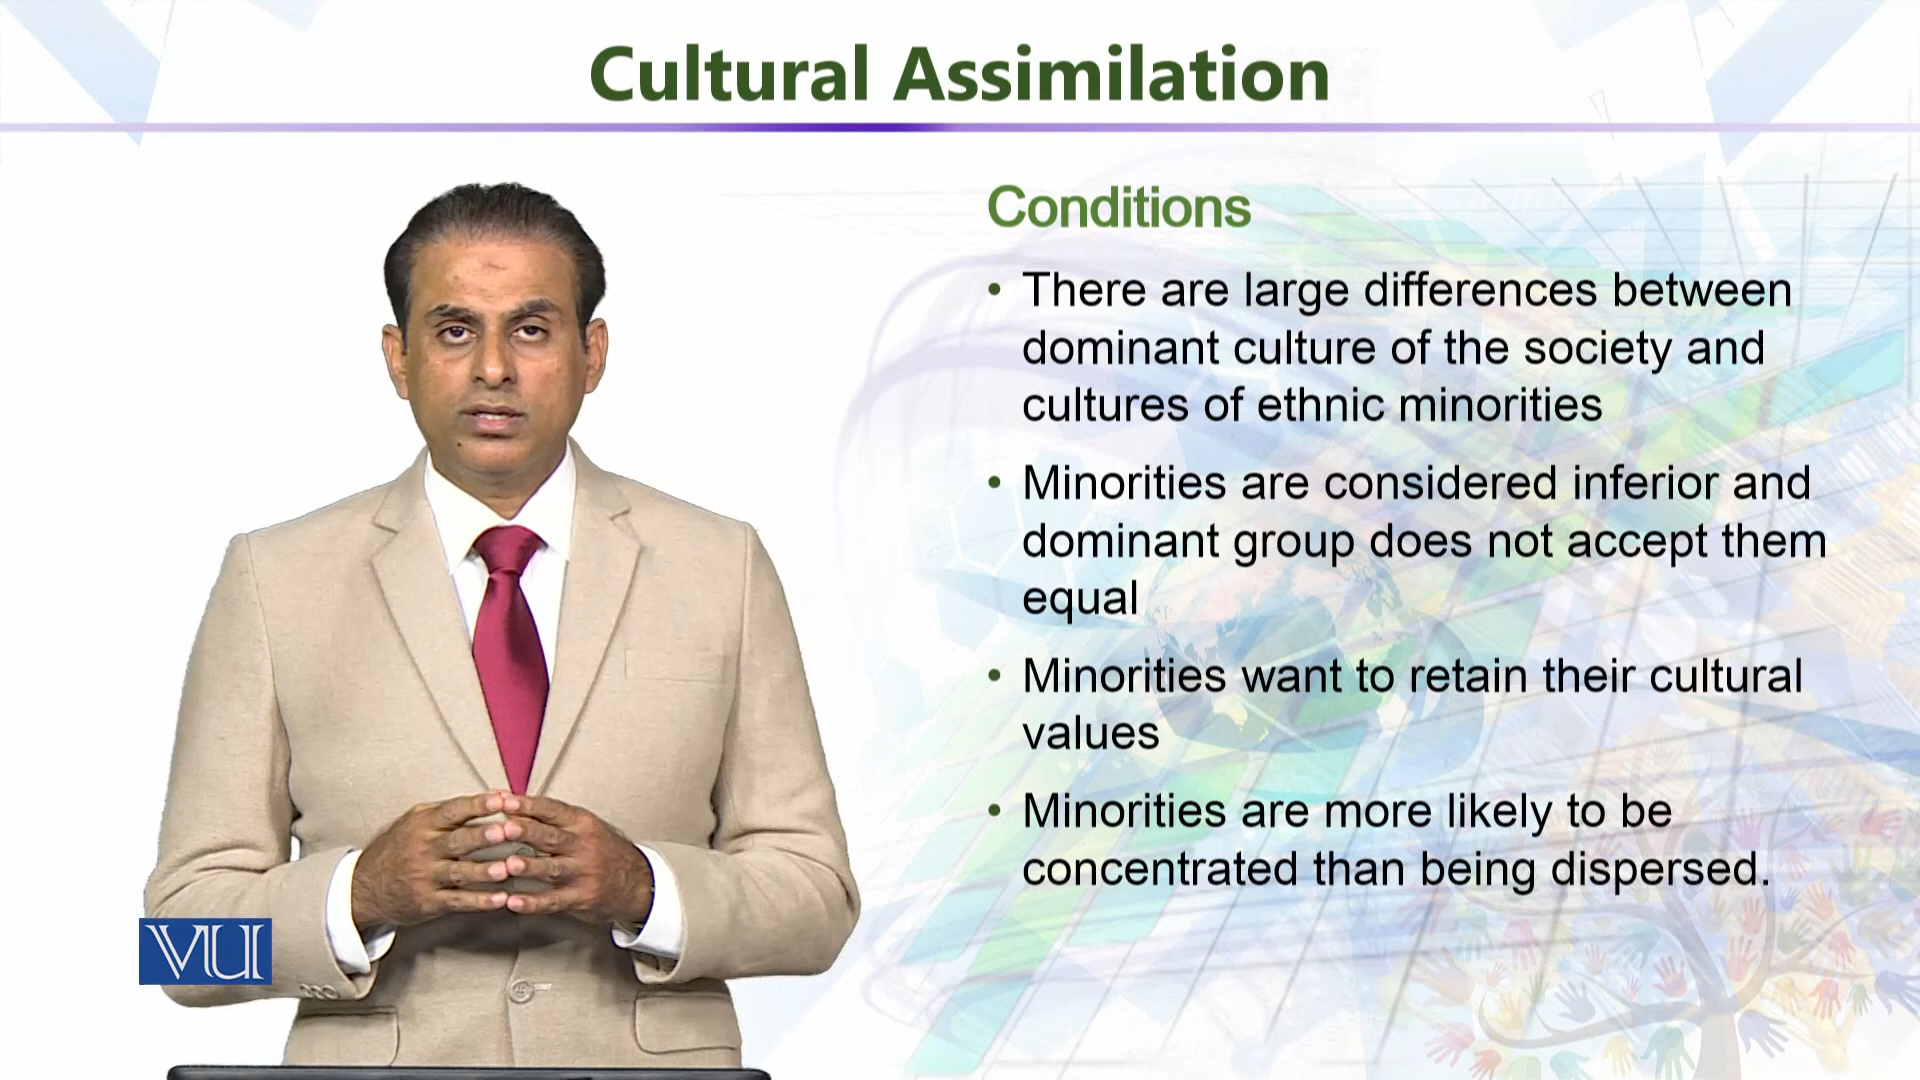 Cultural Assimilation
Conditions
• There are large differences between
dominant culture of the society and
cultures of ethnic minorities
• Minorities are considered inferior and
dominant group does not accept them
equal
• Minorities want to retain their cultural
values
• Minorities are more likely to be
concentrated than being dispersed.
VU